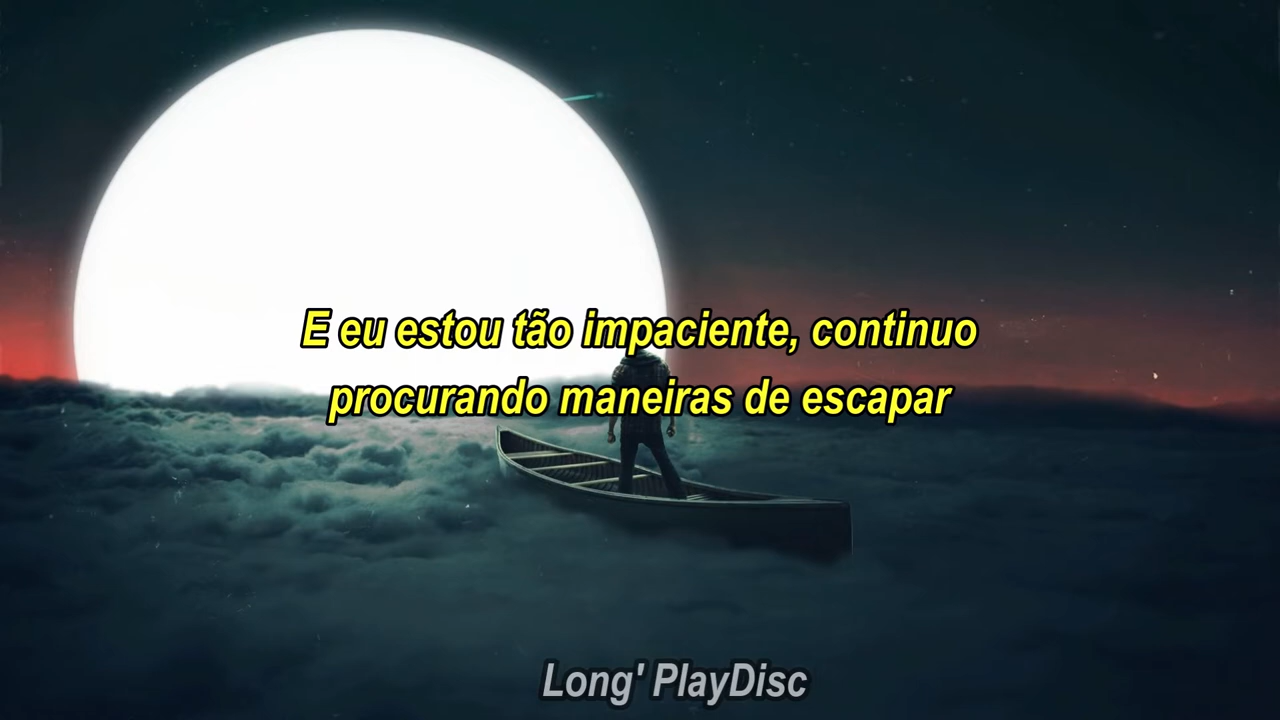 E eu estou tão impaciente, continuo
procurando maneiras de escapar
Long' PlayDisc